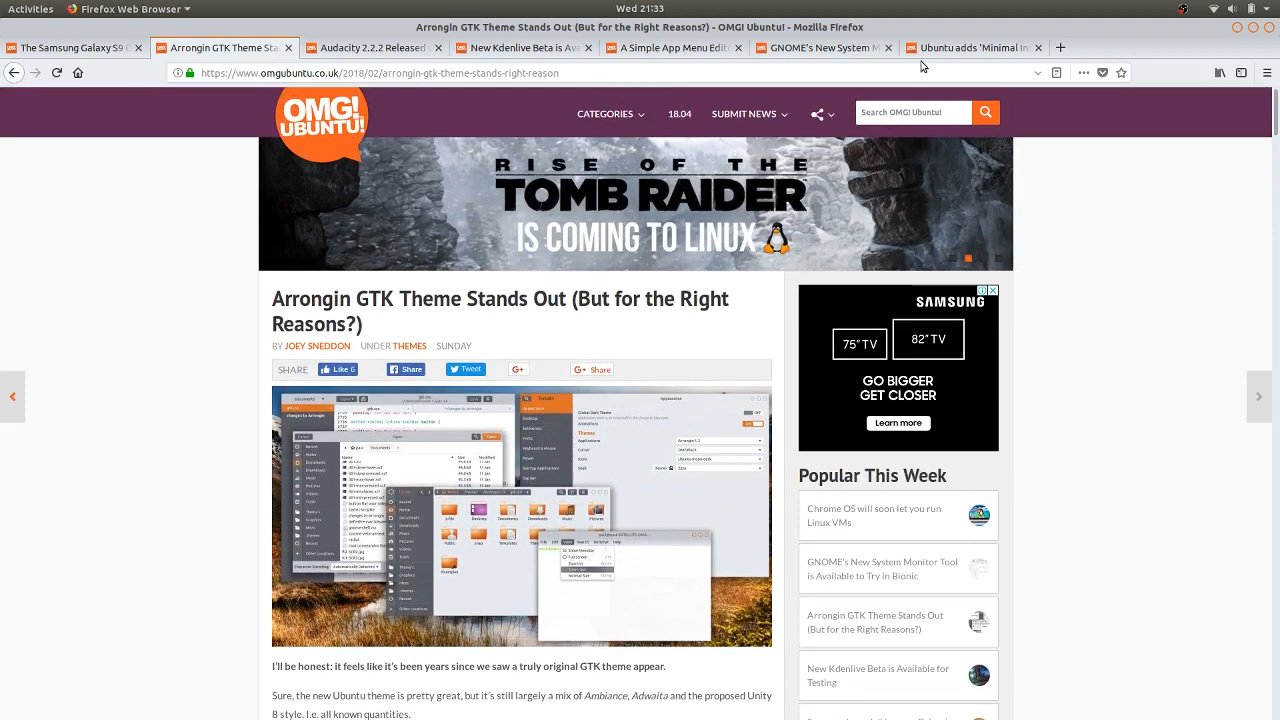 Activities
Firefox Web Browser
Wed 21:33
Arrongin GTK Theme Stands Out (But for the Right Reasons?) - OMG! Ubuntu! - Mozilla Firefox
The Samsung Galaxy S9 C
Arrongin GTK Theme Sta
Audacity 2.2.2 Released
New Kdenlive Beta is Ava
A Simple App Menu Edit
GNOME's New System M
Ubuntu adds 'Minimal In
https://www.omgubuntu.co.uk/2018/02/arrongin-gtk-theme-stands-right-reason
OMG!
UBUNTU!
CATEGORIES
18.04
SUBMIT NEWS
Search OMG! Ubuntu!
RISE OF THE
TOMB RAIDER
IS COMING TO LINUX
Arrongin GTK Theme Stands Out (But for the Right
Reasons?)
BY JOEY SNEDDON UNDER THEMES SUNDAY
SHARE
Like 6
Share
Tweet
G+
G+ Share
I'll be honest: it feels like it's been years since we saw a truly original GTK theme appear.
Sure, the new Ubuntu theme is pretty great, but it's still largely a mix of Ambiance, Adwaita and the proposed Unity
8 style. I.e. all known quantities.
SAMSUNG
75" TV
82" TV
GO BIGGER
GET CLOSER
Learn more
Popular This Week
will soon let you run
GNOME's New System Monitor Tool
is Available to Try in Bionic
Arrongin GTK Theme Stands Out
(But for the Right Reasons?)
New Kdenlive Beta is Available for
Testing